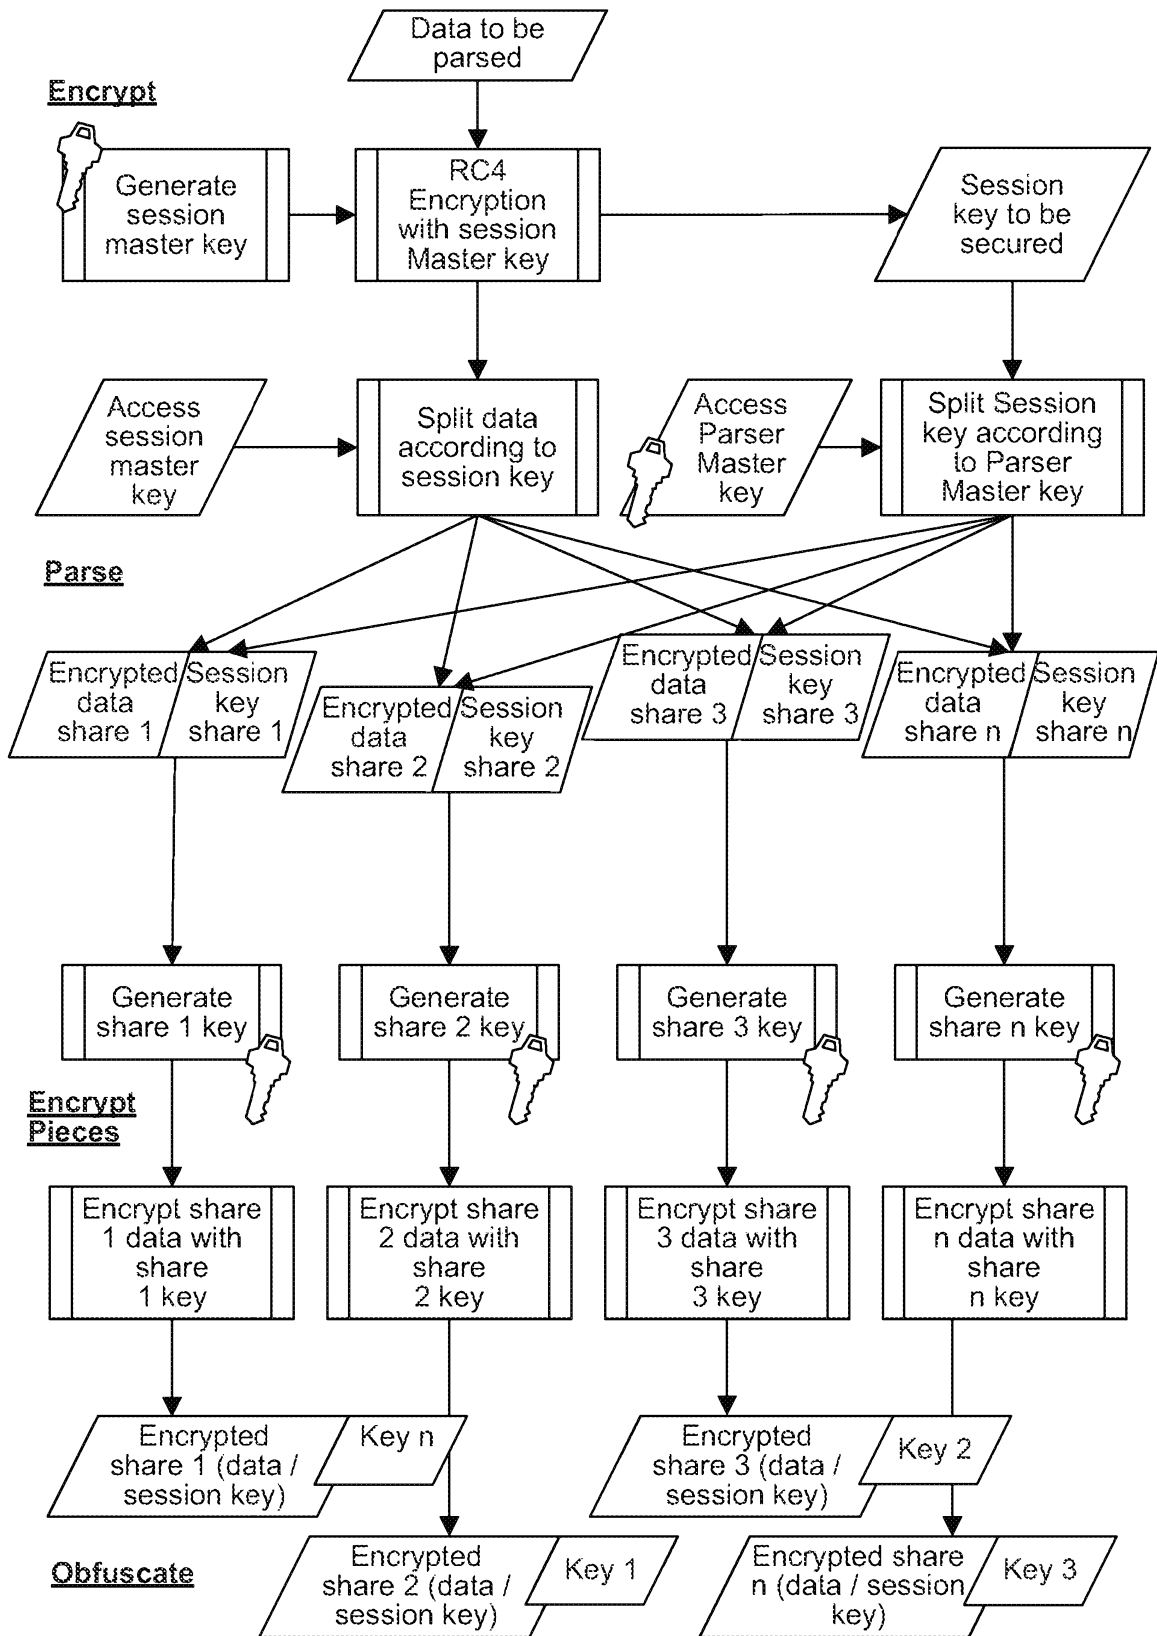 Data to be
parsed
Encrypt
Generate
session
master key
RC4
Encryption
with session
Master key
Session
key to be
secured
Access
session
master
key
Split data
according to
session key
Access
Parser
Master
key
Split Session
key according
to Parser
Master key
Parse
Encrypted
data
share 1
Session
key
share 1
Encrypted
data
share 2
Session
key
share 2
Encrypted
data
share 3
Session
key
share 3
Encrypted
data
share n
Session
key
share n
Generate
share 1 key
Generate
share 2 key
Generate
share 3 key
Generate
share n key
Encrypt
Pieces
Encrypt share
1 data with
share
1 key
Encrypt share
2 data with
share
2 key
Encrypt share
3 data with
share
3 key
Encrypt share
n data with
share
n key
Encrypted
share 1 (data /
session key)
Key n
Encrypted
share 3 (data /
session key)
Key 2
Obfuscate
Encrypted
share 2 (data /
session key)
Key 1
Encrypted share
n (data / session
key)
Key 3